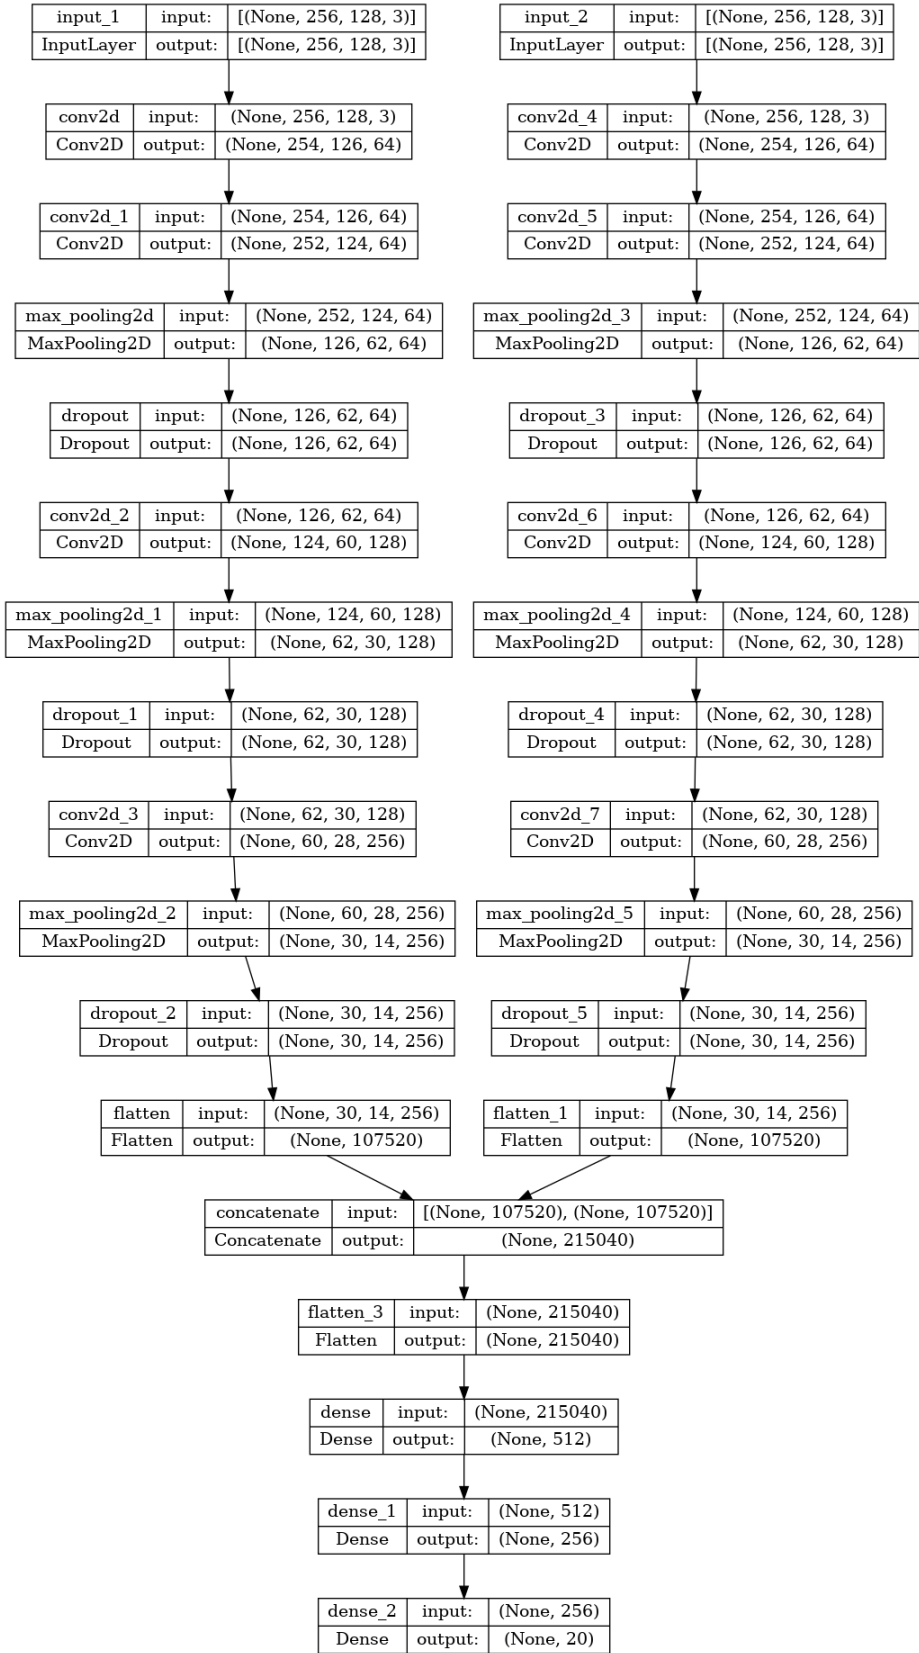 input_1 input: [(None, 256, 128, 3)]
InputLayer output: [(None, 256, 128, 3)]
input_2 input: [(None, 256, 128, 3)]
InputLayer output: [(None, 256, 128, 3)]
conv2d input: (None, 256, 128, 3)
Conv2D output: (None, 254, 126, 64)
conv2d_4 input: (None, 256, 128, 3)
Conv2D output: (None, 254, 126, 64)
conv2d_1 input: (None, 254, 126, 64)
Conv2D output: (None, 252, 124, 64)
conv2d_5 input: (None, 254, 126, 64)
Conv2D output: (None, 252, 124, 64)
max_pooling2d input: (None, 252, 124, 64)
MaxPooling2D output: (None, 126, 62, 64)
max_pooling2d_3 input: (None, 252, 124, 64)
MaxPooling2D output: (None, 126, 62, 64)
dropout input: (None, 126, 62, 64)
Dropout output: (None, 126, 62, 64)
dropout_3 input: (None, 126, 62, 64)
Dropout output: (None, 126, 62, 64)
conv2d_2 input: (None, 126, 62, 64)
Conv2D output: (None, 124, 60, 128)
conv2d_6 input: (None, 126, 62, 64)
Conv2D output: (None, 124, 60, 128)
max_pooling2d_1 input: (None, 124, 60, 128)
MaxPooling2D output: (None, 62, 30, 128)
max_pooling2d_4 input: (None, 124, 60, 128)
MaxPooling2D output: (None, 62, 30, 128)
dropout_1 input: (None, 62, 30, 128)
Dropout output: (None, 62, 30, 128)
dropout_4 input: (None, 62, 30, 128)
Dropout output: (None, 62, 30, 128)
conv2d_3 input: (None, 62, 30, 128)
Conv2D output: (None, 60, 28, 256)
conv2d_7 input: (None, 62, 30, 128)
Conv2D output: (None, 60, 28, 256)
max_pooling2d_2 input: (None, 60, 28, 256)
MaxPooling2D output: (None, 30, 14, 256)
max_pooling2d_5 input: (None, 60, 28, 256)
MaxPooling2D output: (None, 30, 14, 256)
dropout_2 input: (None, 30, 14, 256)
Dropout output: (None, 30, 14, 256)
dropout_5 input: (None, 30, 14, 256)
Dropout output: (None, 30, 14, 256)
flatten input: (None, 30, 14, 256)
Flatten output: (None, 107520)
flatten_1 input: (None, 30, 14, 256)
Flatten output: (None, 107520)
concatenate input: [(None, 107520), (None, 107520)]
Concatenate output: (None, 215040)
flatten_3 input: (None, 215040)
Flatten output: (None, 215040)
dense input: (None, 215040)
Dense output: (None, 512)
dense_1 input: (None, 512)
Dense output: (None, 256)
dense_2 input: (None, 256)
Dense output: (None, 20)